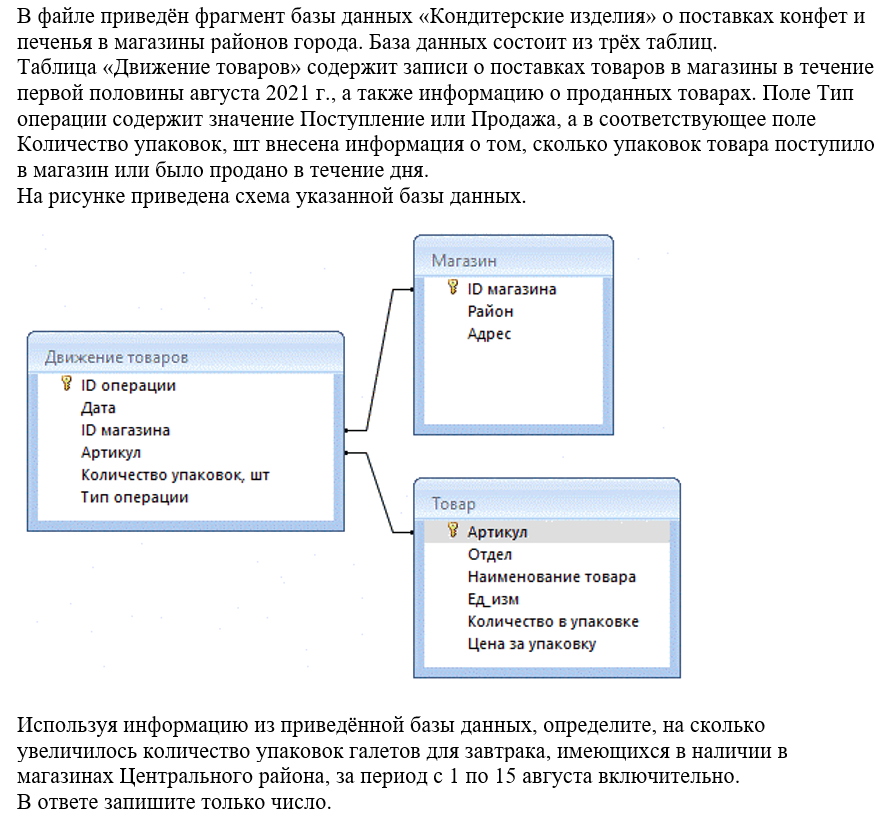 В файле приведён фрагмент базы данных «Кондитерские изделия» о поставках конфет и
печенья в магазины районов города. База данных состоит из трёх таблиц.
Таблица «Движение товаров» содержит записи о поставках товаров в магазины в течение
первой половины августа 2021 г., а также информацию о проданных товарах. Поле Тип
операции содержит значение Поступление или Продажа, а в соответствующее поле
Количество упаковок, шт внесена информация о том, сколько упаковок товара поступило
в магазин или было продано в течение дня.
На рисунке приведена схема указанной базы данных.
Магазин
ID магазина
Район
Адрес
Движение товаров
ID операции
Дата
ID магазина
Артикул
Количество упаковок, шт
Тип операции
Товар
Артикул
Отдел
Наименование товара
Ед_изм
Количество в упаковке
Цена за упаковку
Используя информацию из приведённой базы данных, определите, на сколько
увеличилось количество упаковок галетов для завтрака, имеющихся в наличии в
магазинах Центрального района, за период с 1 по 15 августа включительно.
В ответе запишите только число.